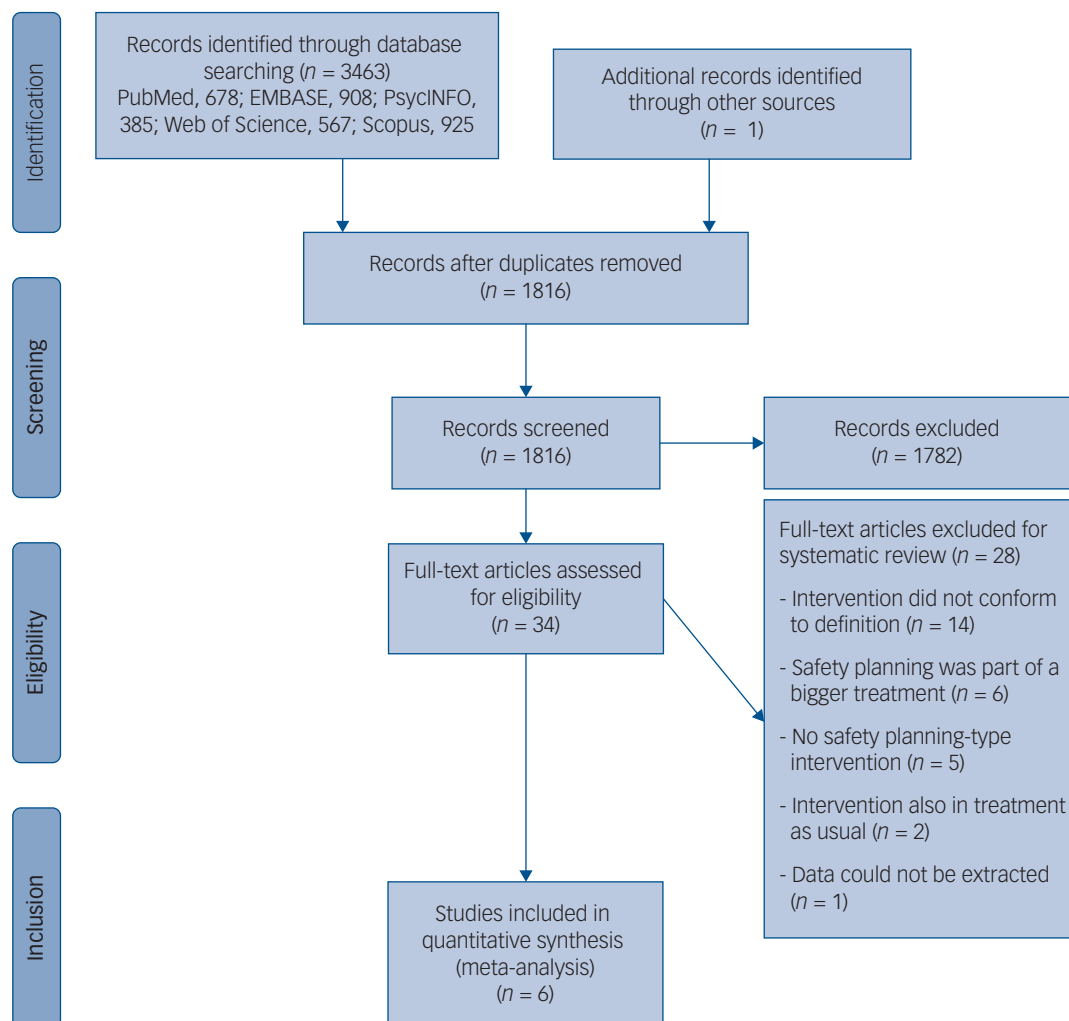 Identification
Records identified through database
searching (n = 3463)
PubMed, 678; EMBASE, 908; PsycINFO,
385; Web of Science, 567; Scopus, 925
Additional records identified
through other sources
(n = 1)
Records after duplicates removed
(n = 1816)
Screening
Records screened
(n = 1816)
Records excluded
(n = 1782)
Eligibility
Full-text articles assessed
for eligibility
(n = 34)
Full-text articles excluded for
systematic review (n = 28)
- Intervention did not conform
to definition (n = 14)
- Safety planning was part of a
bigger treatment (n = 6)
- No safety planning-type
intervention (n = 5)
- Intervention also in treatment
as usual (n = 2)
- Data could not be extracted
(n = 1)
Inclusion
Studies included in
quantitative synthesis
(meta-analysis)
(n = 6)